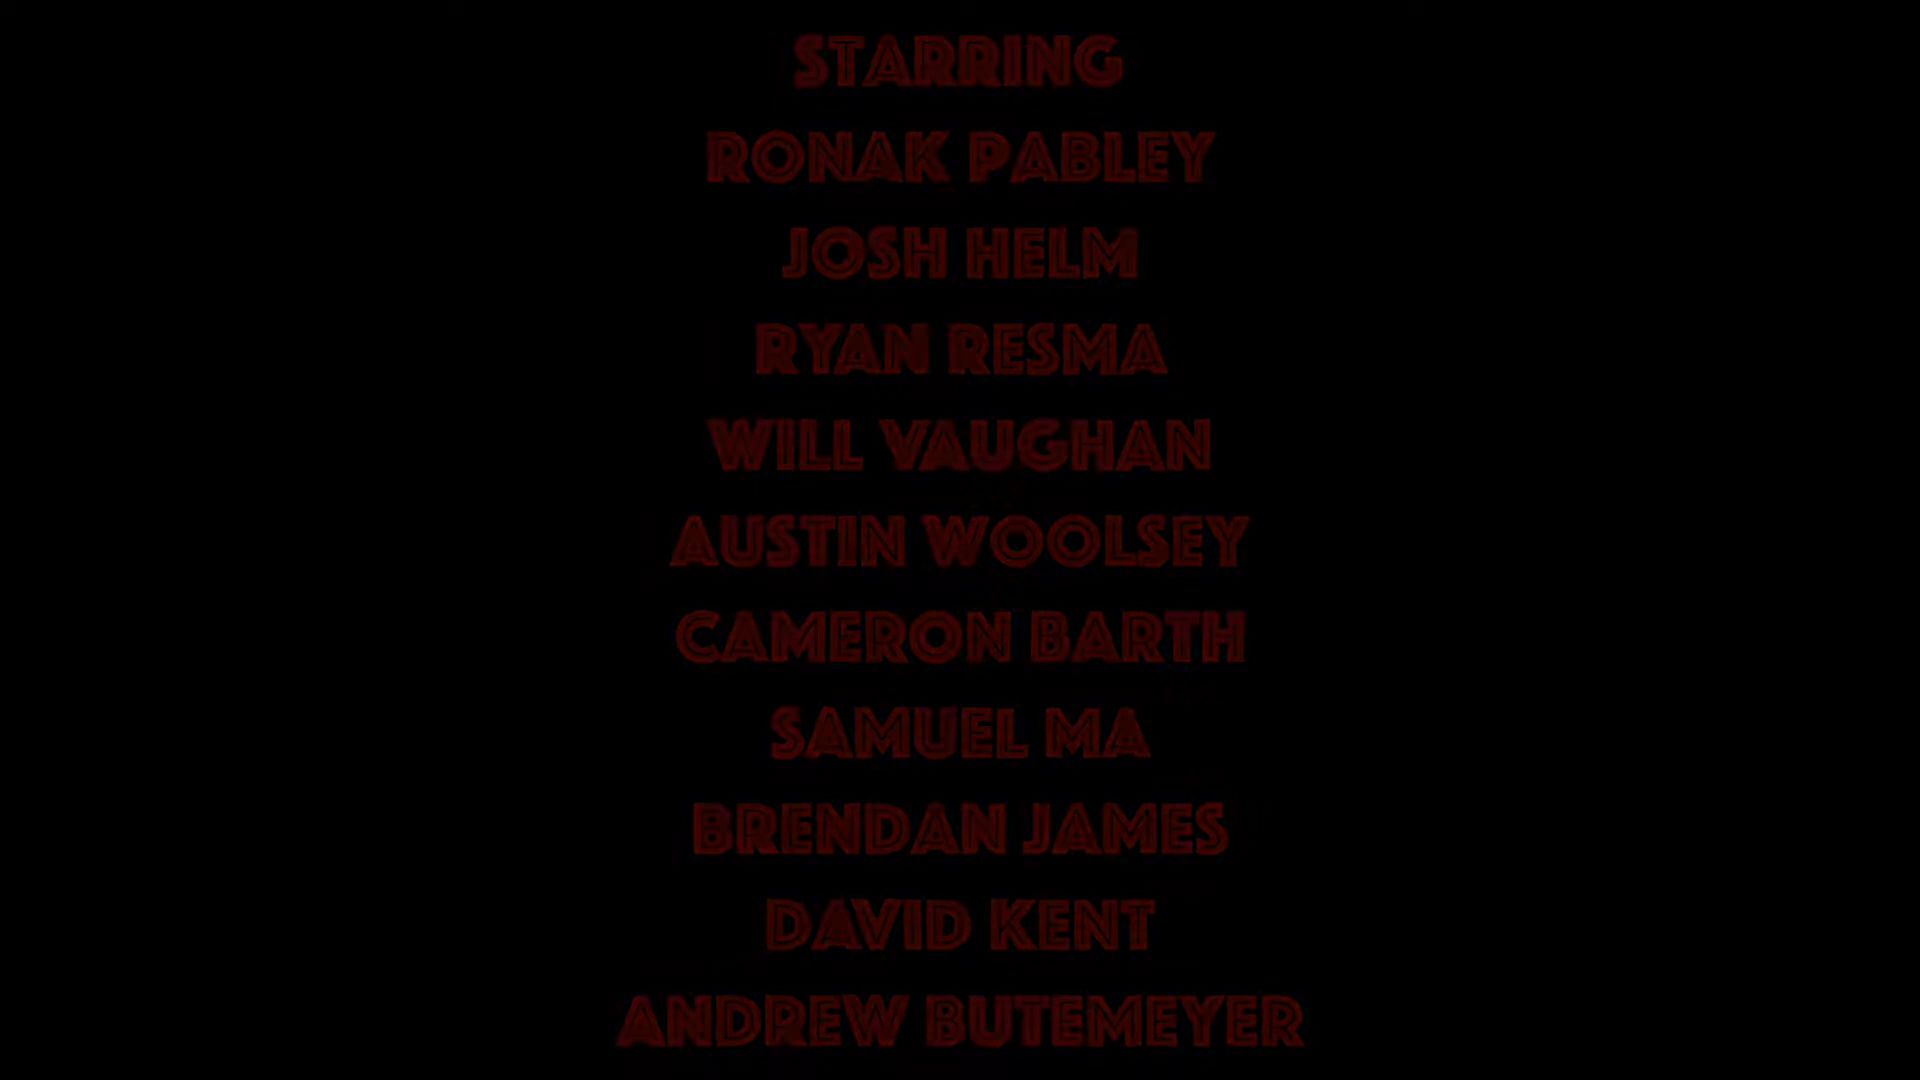 STARRING
RONAK PABLEY
JOSH HELM
RYAN RESMA
WILL VAUGHAN
AUSTIN WOOLSEY
CAMERON BARTH
SAMUEL MA
BRENDAN JAMES
DAVID KENT
ANDREW BUTEMEYER